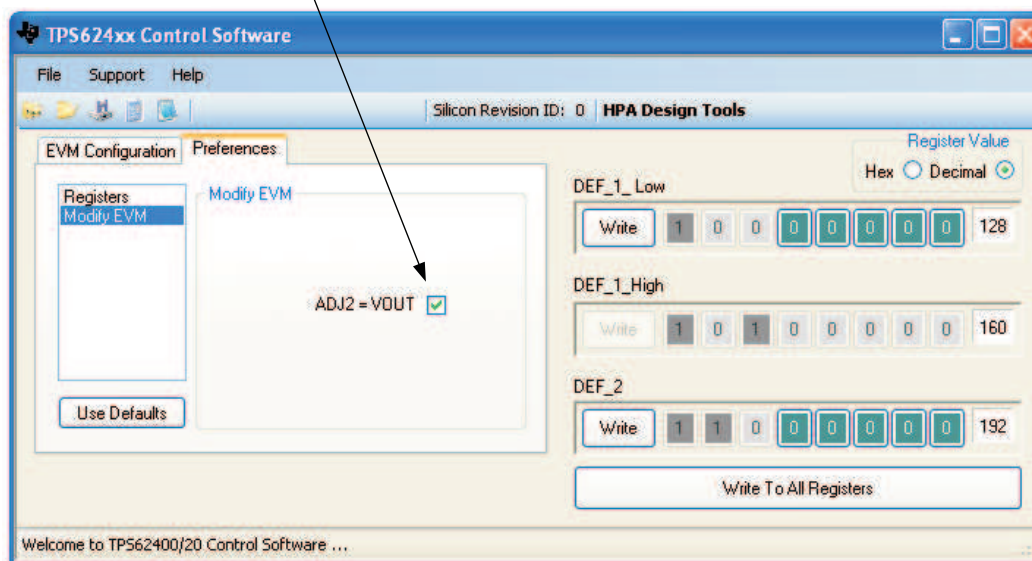 TPS624xx Control Software
File Support Help
Silicon Revision ID: 0 HPA Design Tools
EVM Configuration Preferences
Register Value
Hex Decimal
Registers
Modify EVM
Modify EVM
ADJ2 = VOUT
Use Defaults
DEF_1_ Low
Write 1 0 0 0 0 0 0 0 128
DEF_1_High
Write 1 0 1 0 0 0 0 0 160
DEF_2
Write 1 1 0 0 0 0 0 0 192
Write To All Registers
Welcome to TPS62400/20 Control Software ...